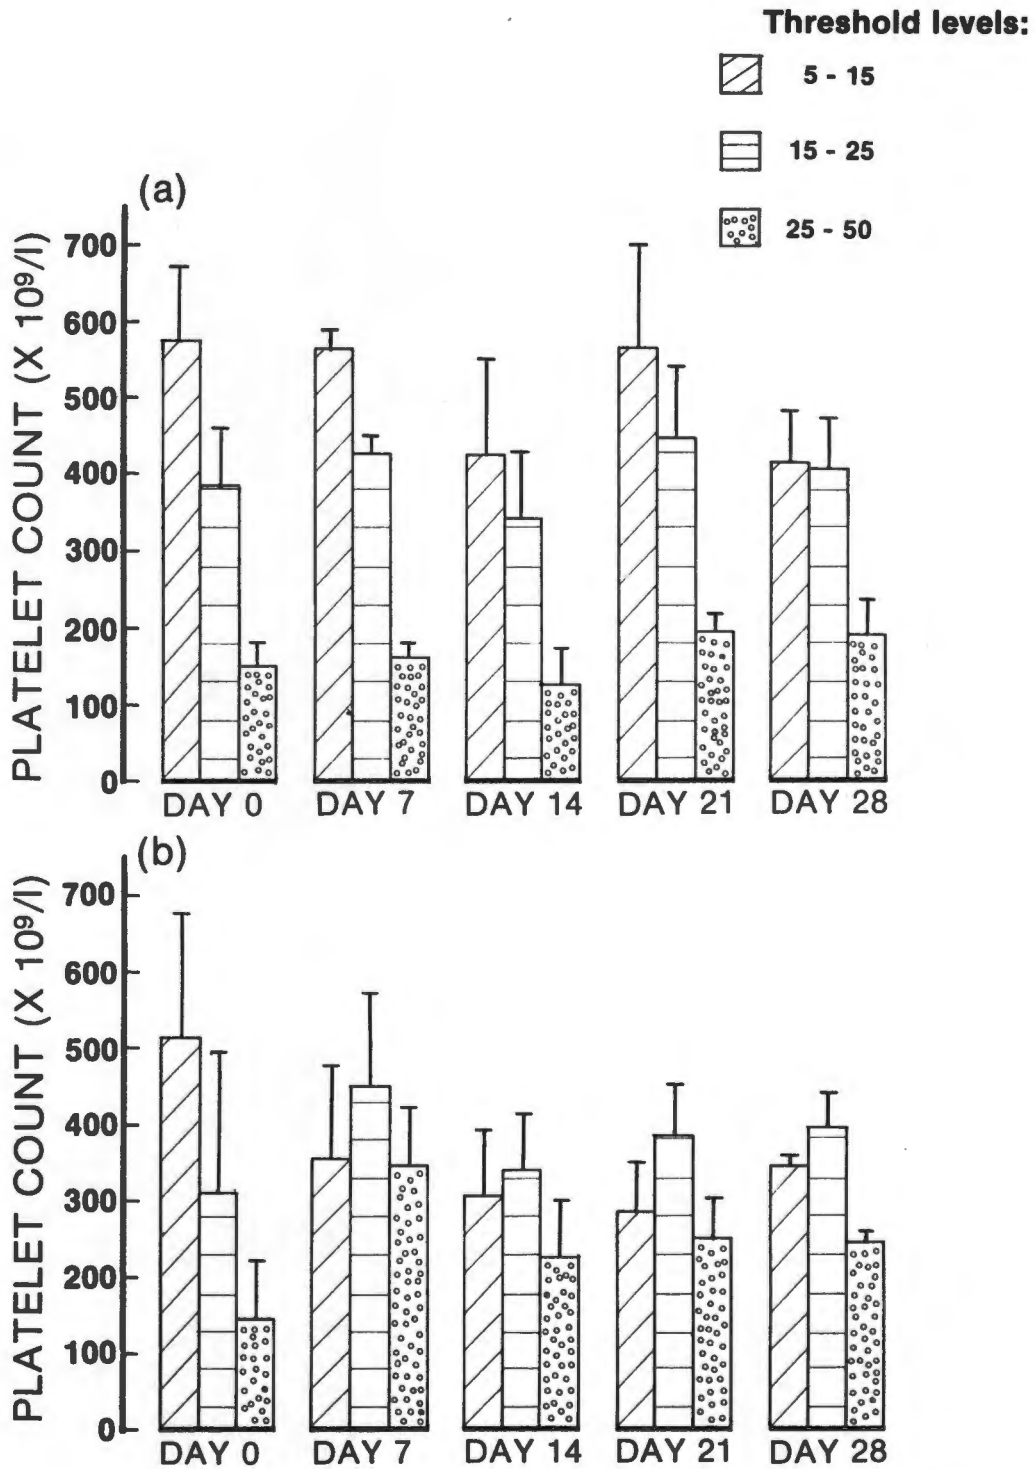 Threshold levels:
5 - 15
15 - 25
25 - 50
(a)
PLATELET COUNT (X 10⁹/l)
700
600
500
400
300
200
100
0
DAY 0 DAY 7 DAY 14 DAY 21 DAY 28
(b)
PLATELET COUNT (X 10⁹/l)
700
600
500
400
300
200
100
0
DAY 0 DAY 7 DAY 14 DAY 21 DAY 28